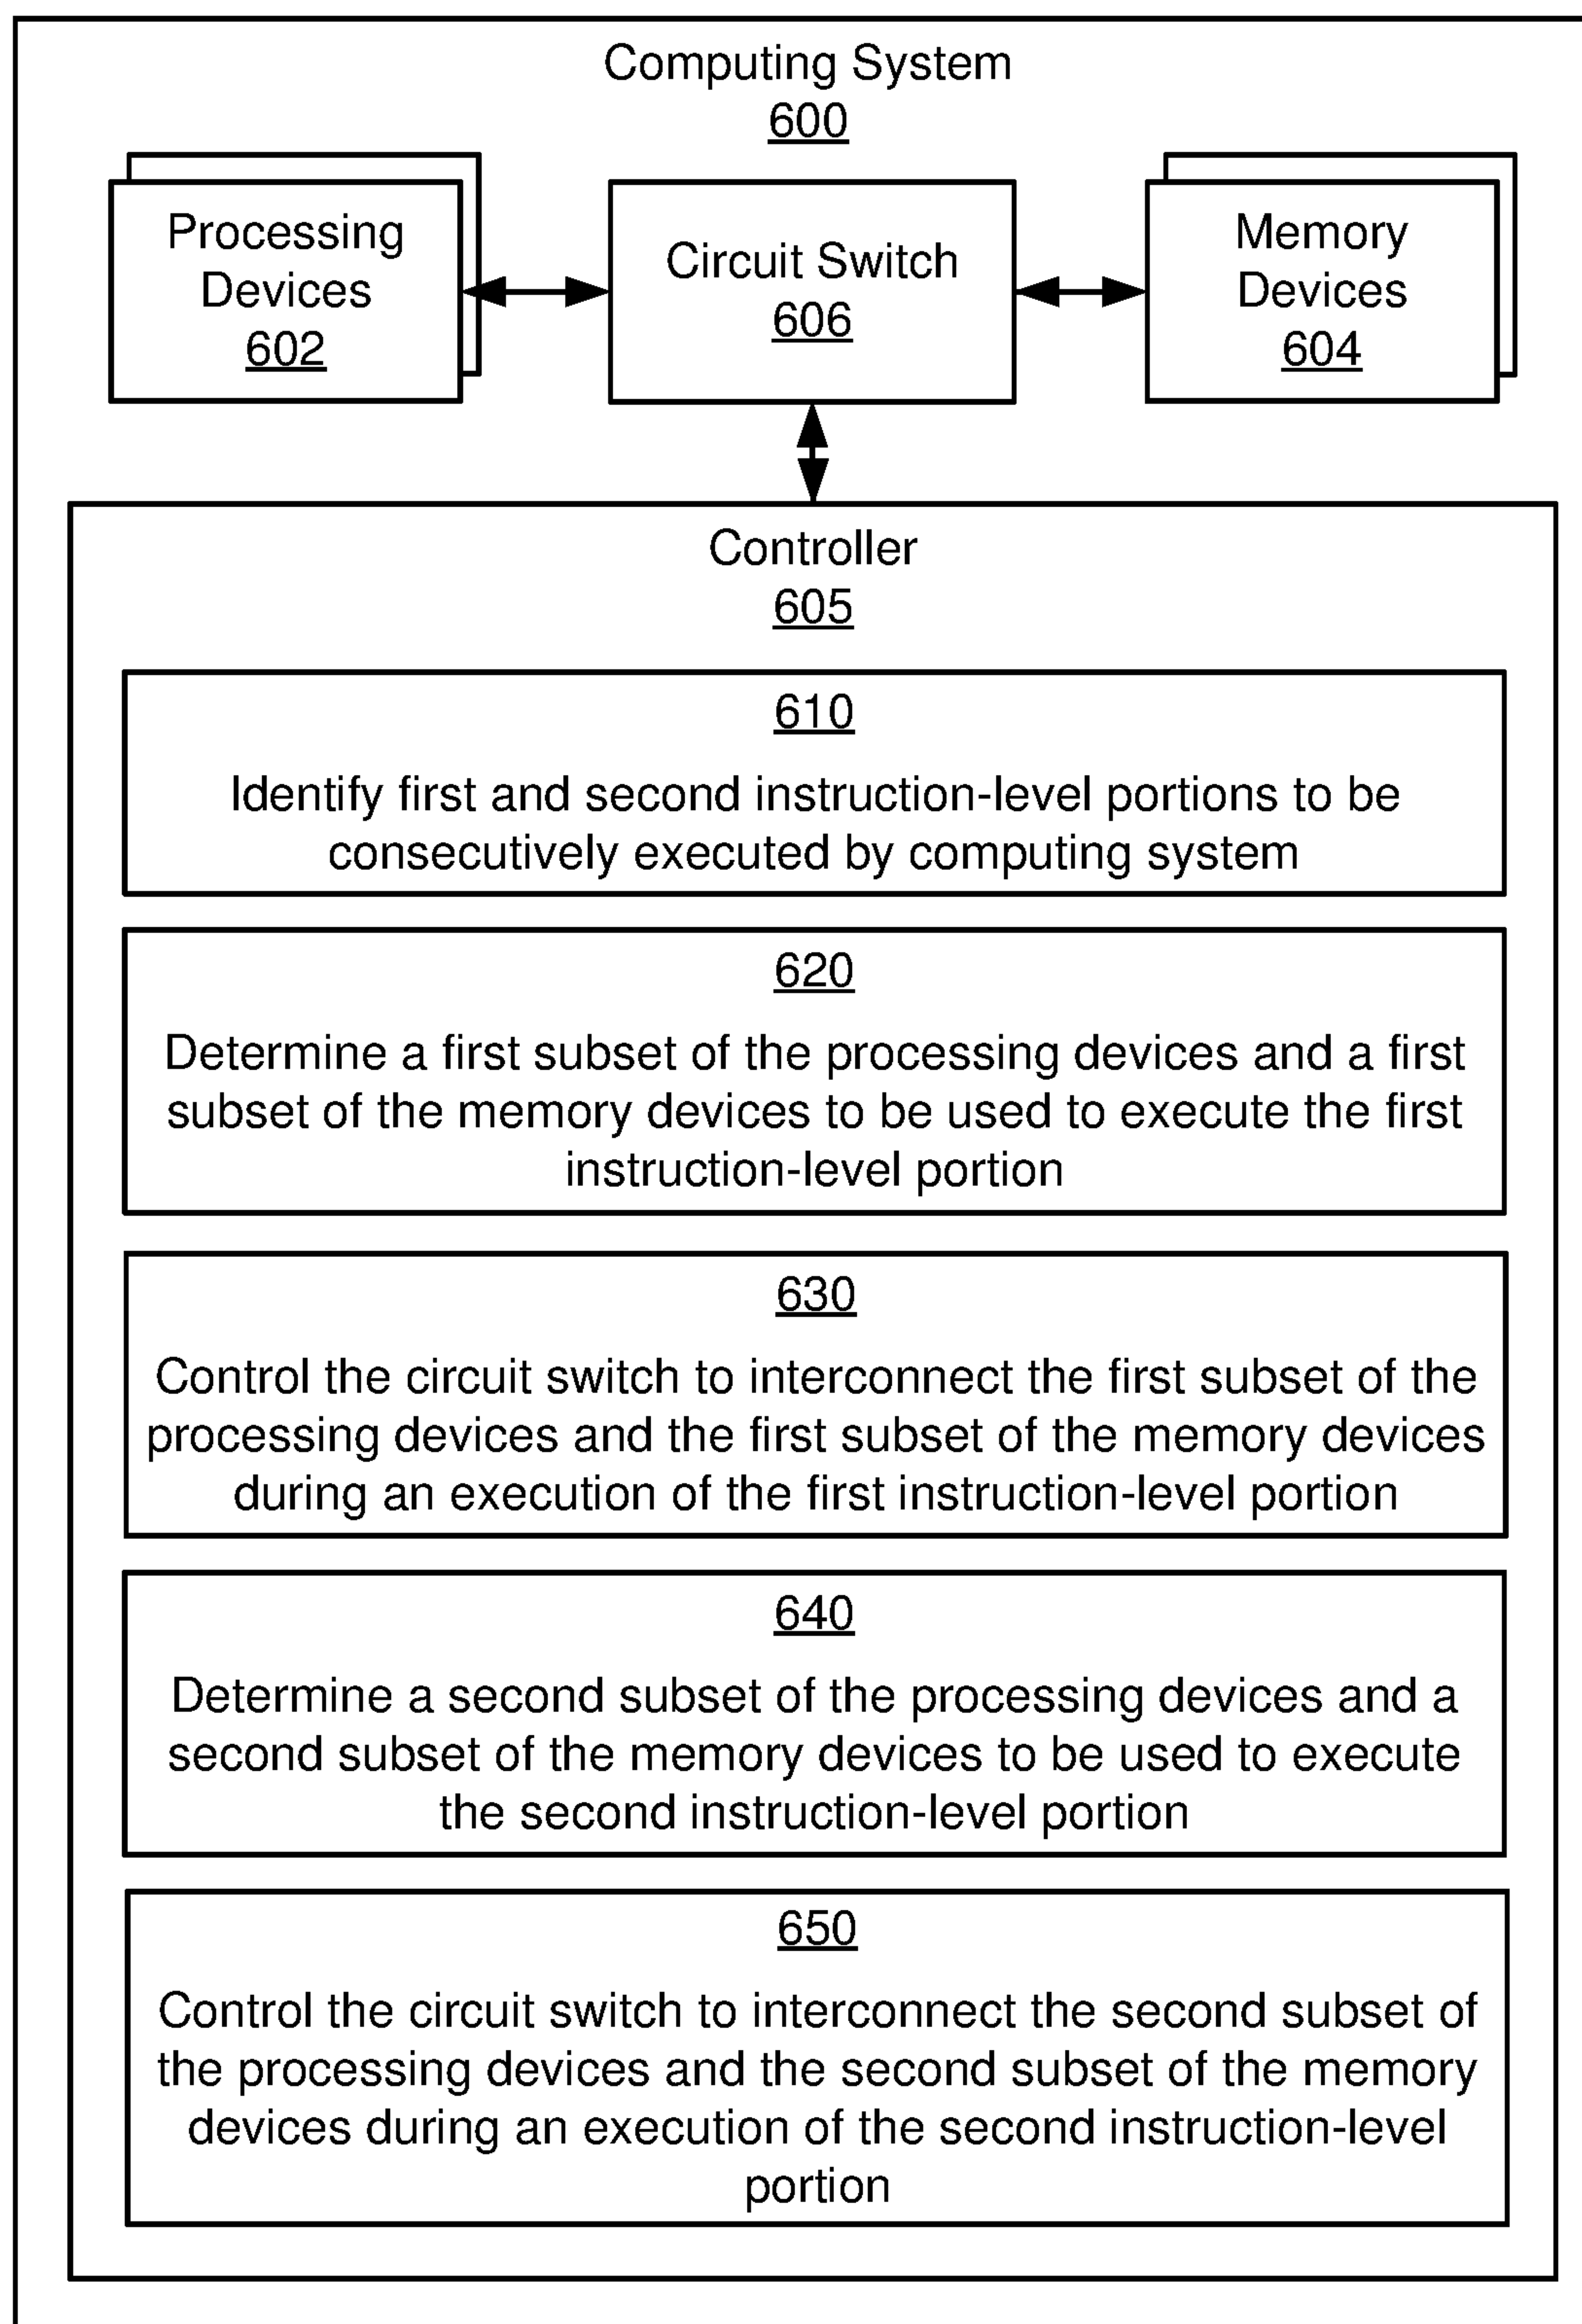 Computing System
600
Processing
Devices
602
Circuit Switch
606
Memory
Devices
604
Controller
605
610
Identify first and second instruction-level portions to be
consecutively executed by computing system
620
Determine a first subset of the processing devices and a first
subset of the memory devices to be used to execute the first
instruction-level portion
630
Control the circuit switch to interconnect the first subset of the
processing devices and the first subset of the memory devices
during an execution of the first instruction-level portion
640
Determine a second subset of the processing devices and a
second subset of the memory devices to be used to execute
the second instruction-level portion
650
Control the circuit switch to interconnect the second subset of
the processing devices and the second subset of the memory
devices during an execution of the second instruction-level
portion